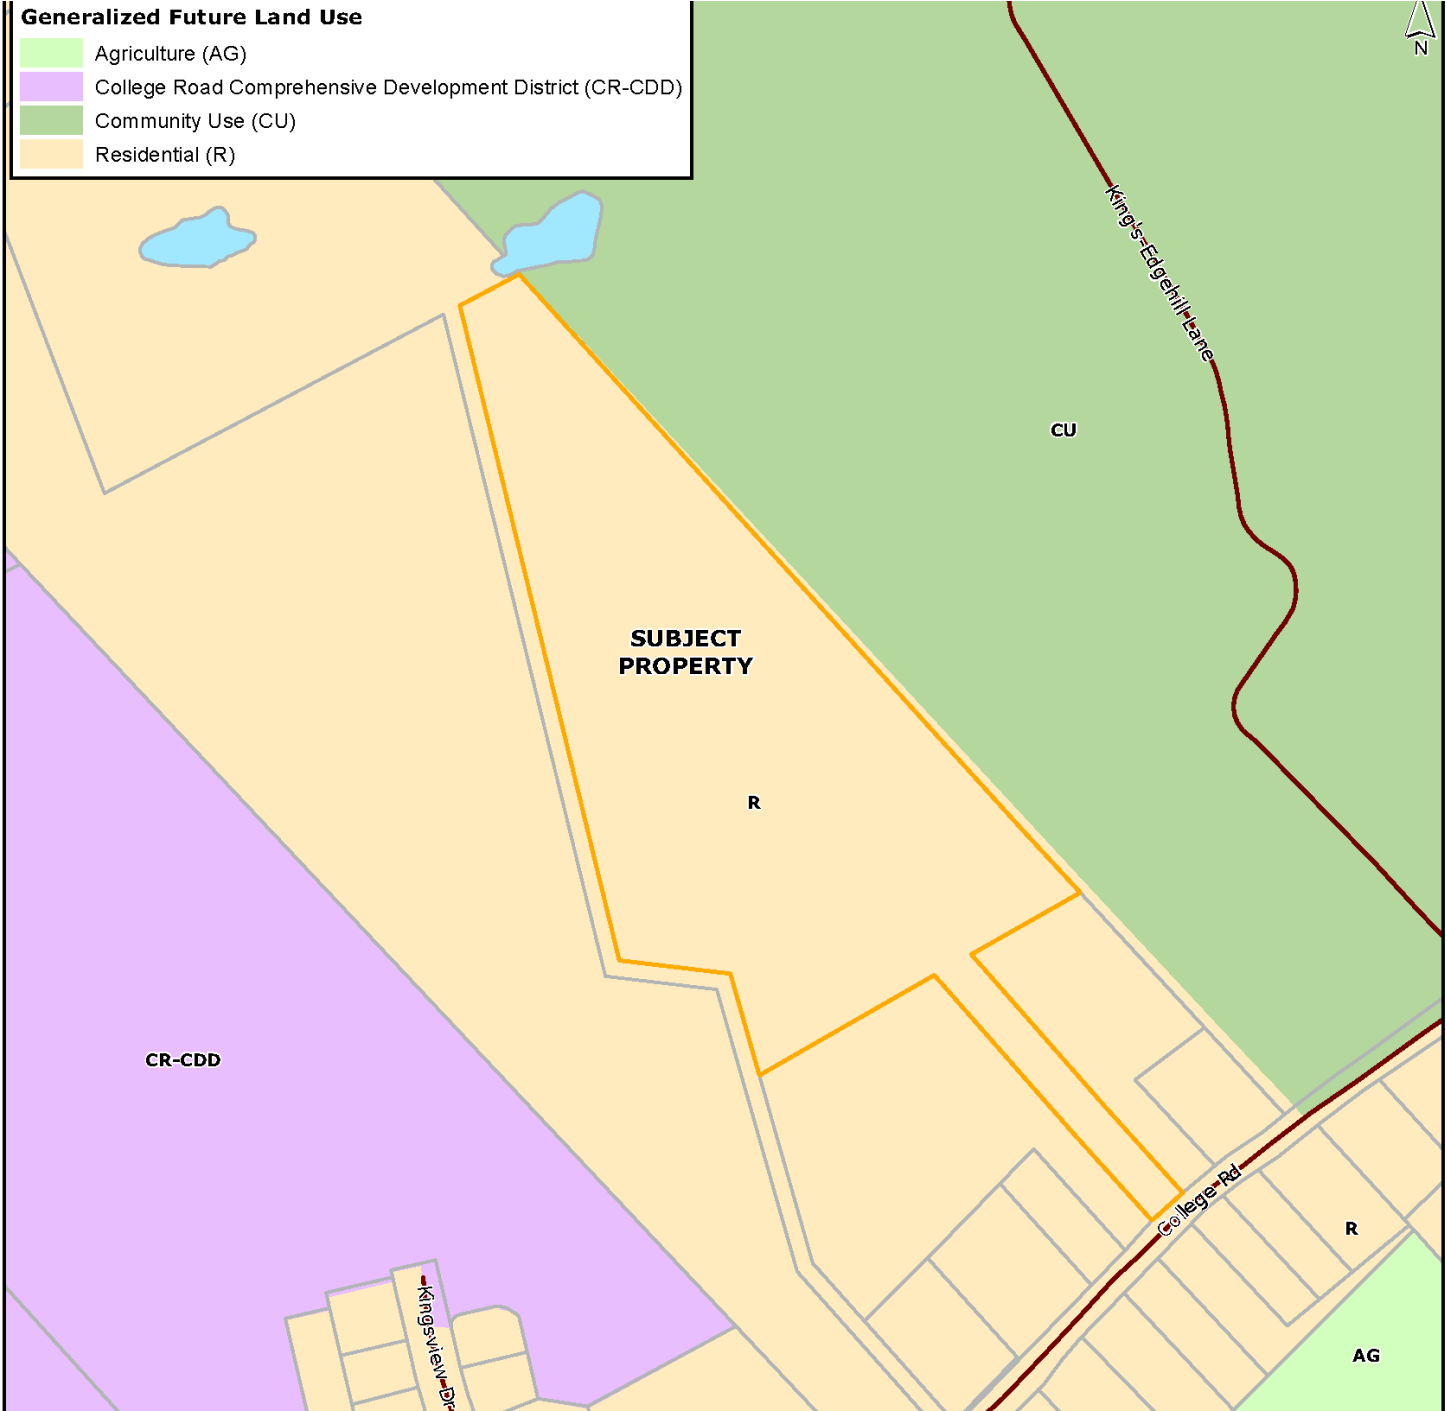 Generalized Future Land Use
Agriculture (AG)
College Road Comprehensive Development District (CR-CDD)
Community Use (CU)
Residential (R)
N
King's-Edgehill Lane
CU
SUBJECT
PROPERTY
R
CR-CDD
College Rd
R
Kingsview Dr
AG